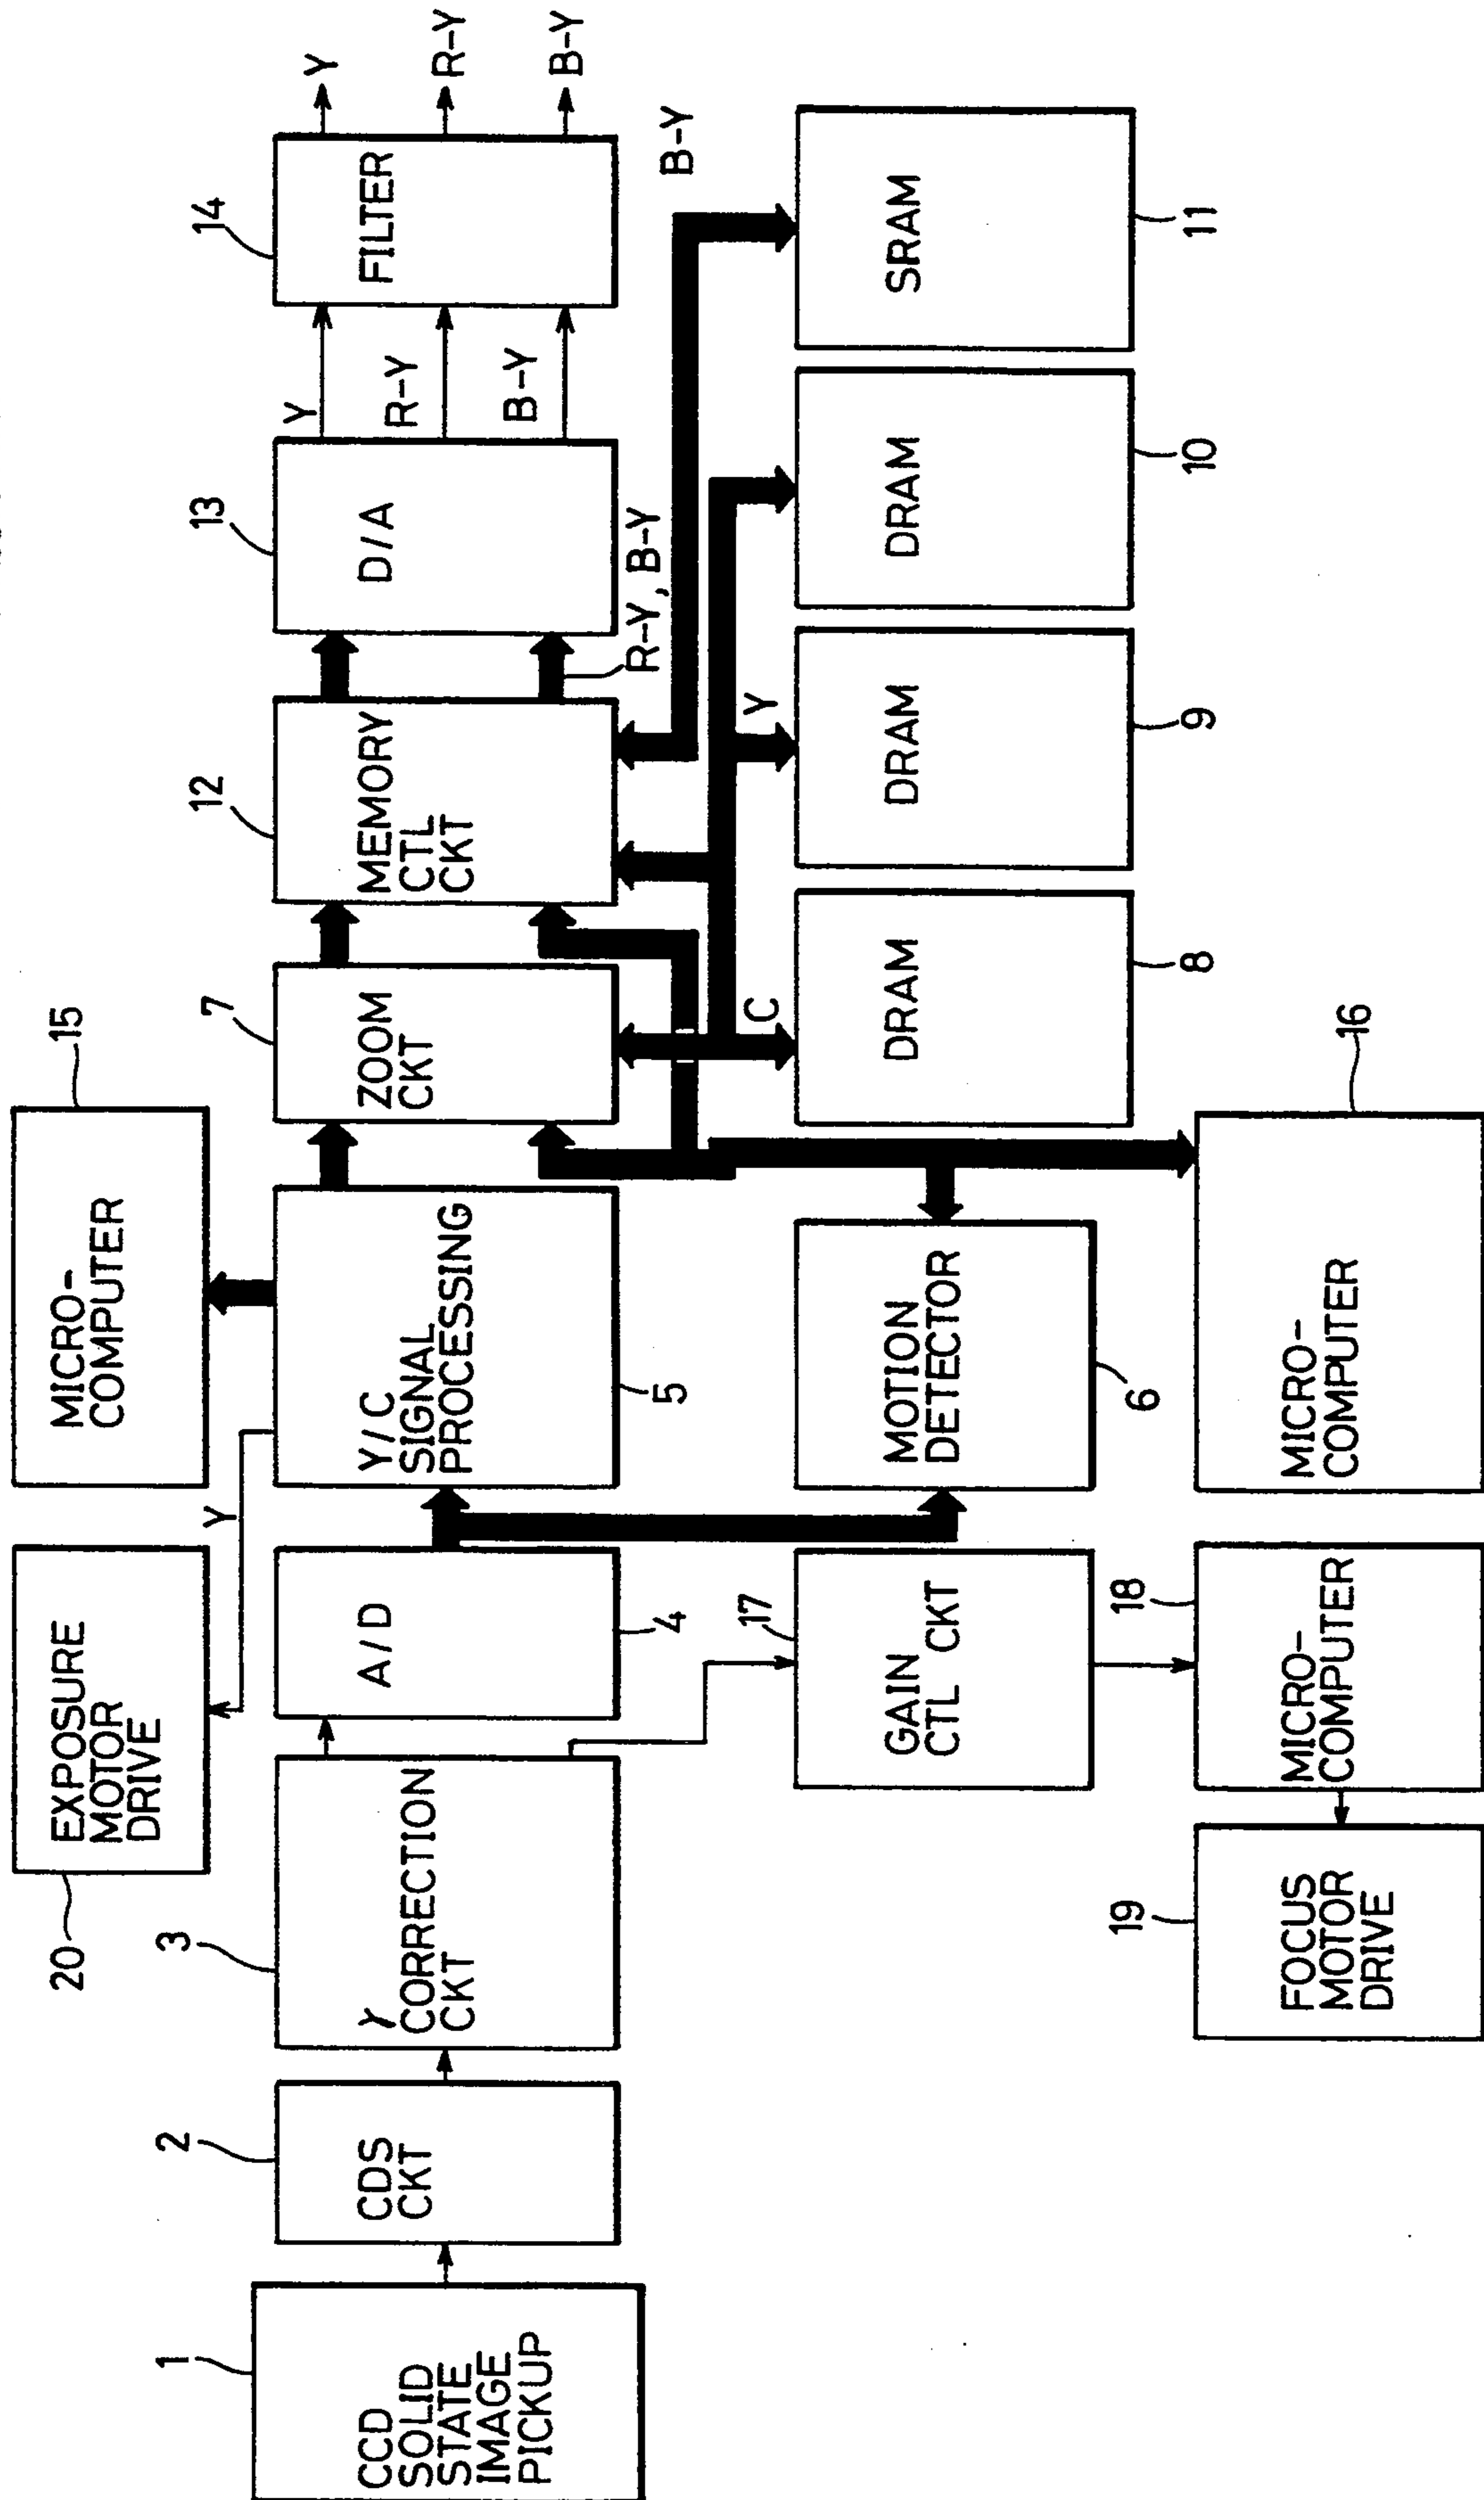 15
MICRO-
COMPUTER
20
EXPOSURE
MOTOR
DRIVE
Y
1
CCD
SOLID
STATE
IMAGE
PICKUP
2
CDS
CKT
3
γ
CORRECTION
CKT
A/D
4
Y/C
SIGNAL
PROCESSING
5
7
ZOOM
CKT
12
MEMORY
CTL
CKT
13
D/A
R-Y, B-Y
Y
R-Y
B-Y
14
FILTER
Y
R-Y
B-Y
B-Y
17
GAIN
CTL CKT
MOTION
DETECTOR
6
C
DRAM
8
Y
DRAM
9
DRAM
10
SRAM
11
19
FOCUS
MOTOR
DRIVE
18
MICRO-
COMPUTER
16
MICRO-
COMPUTER